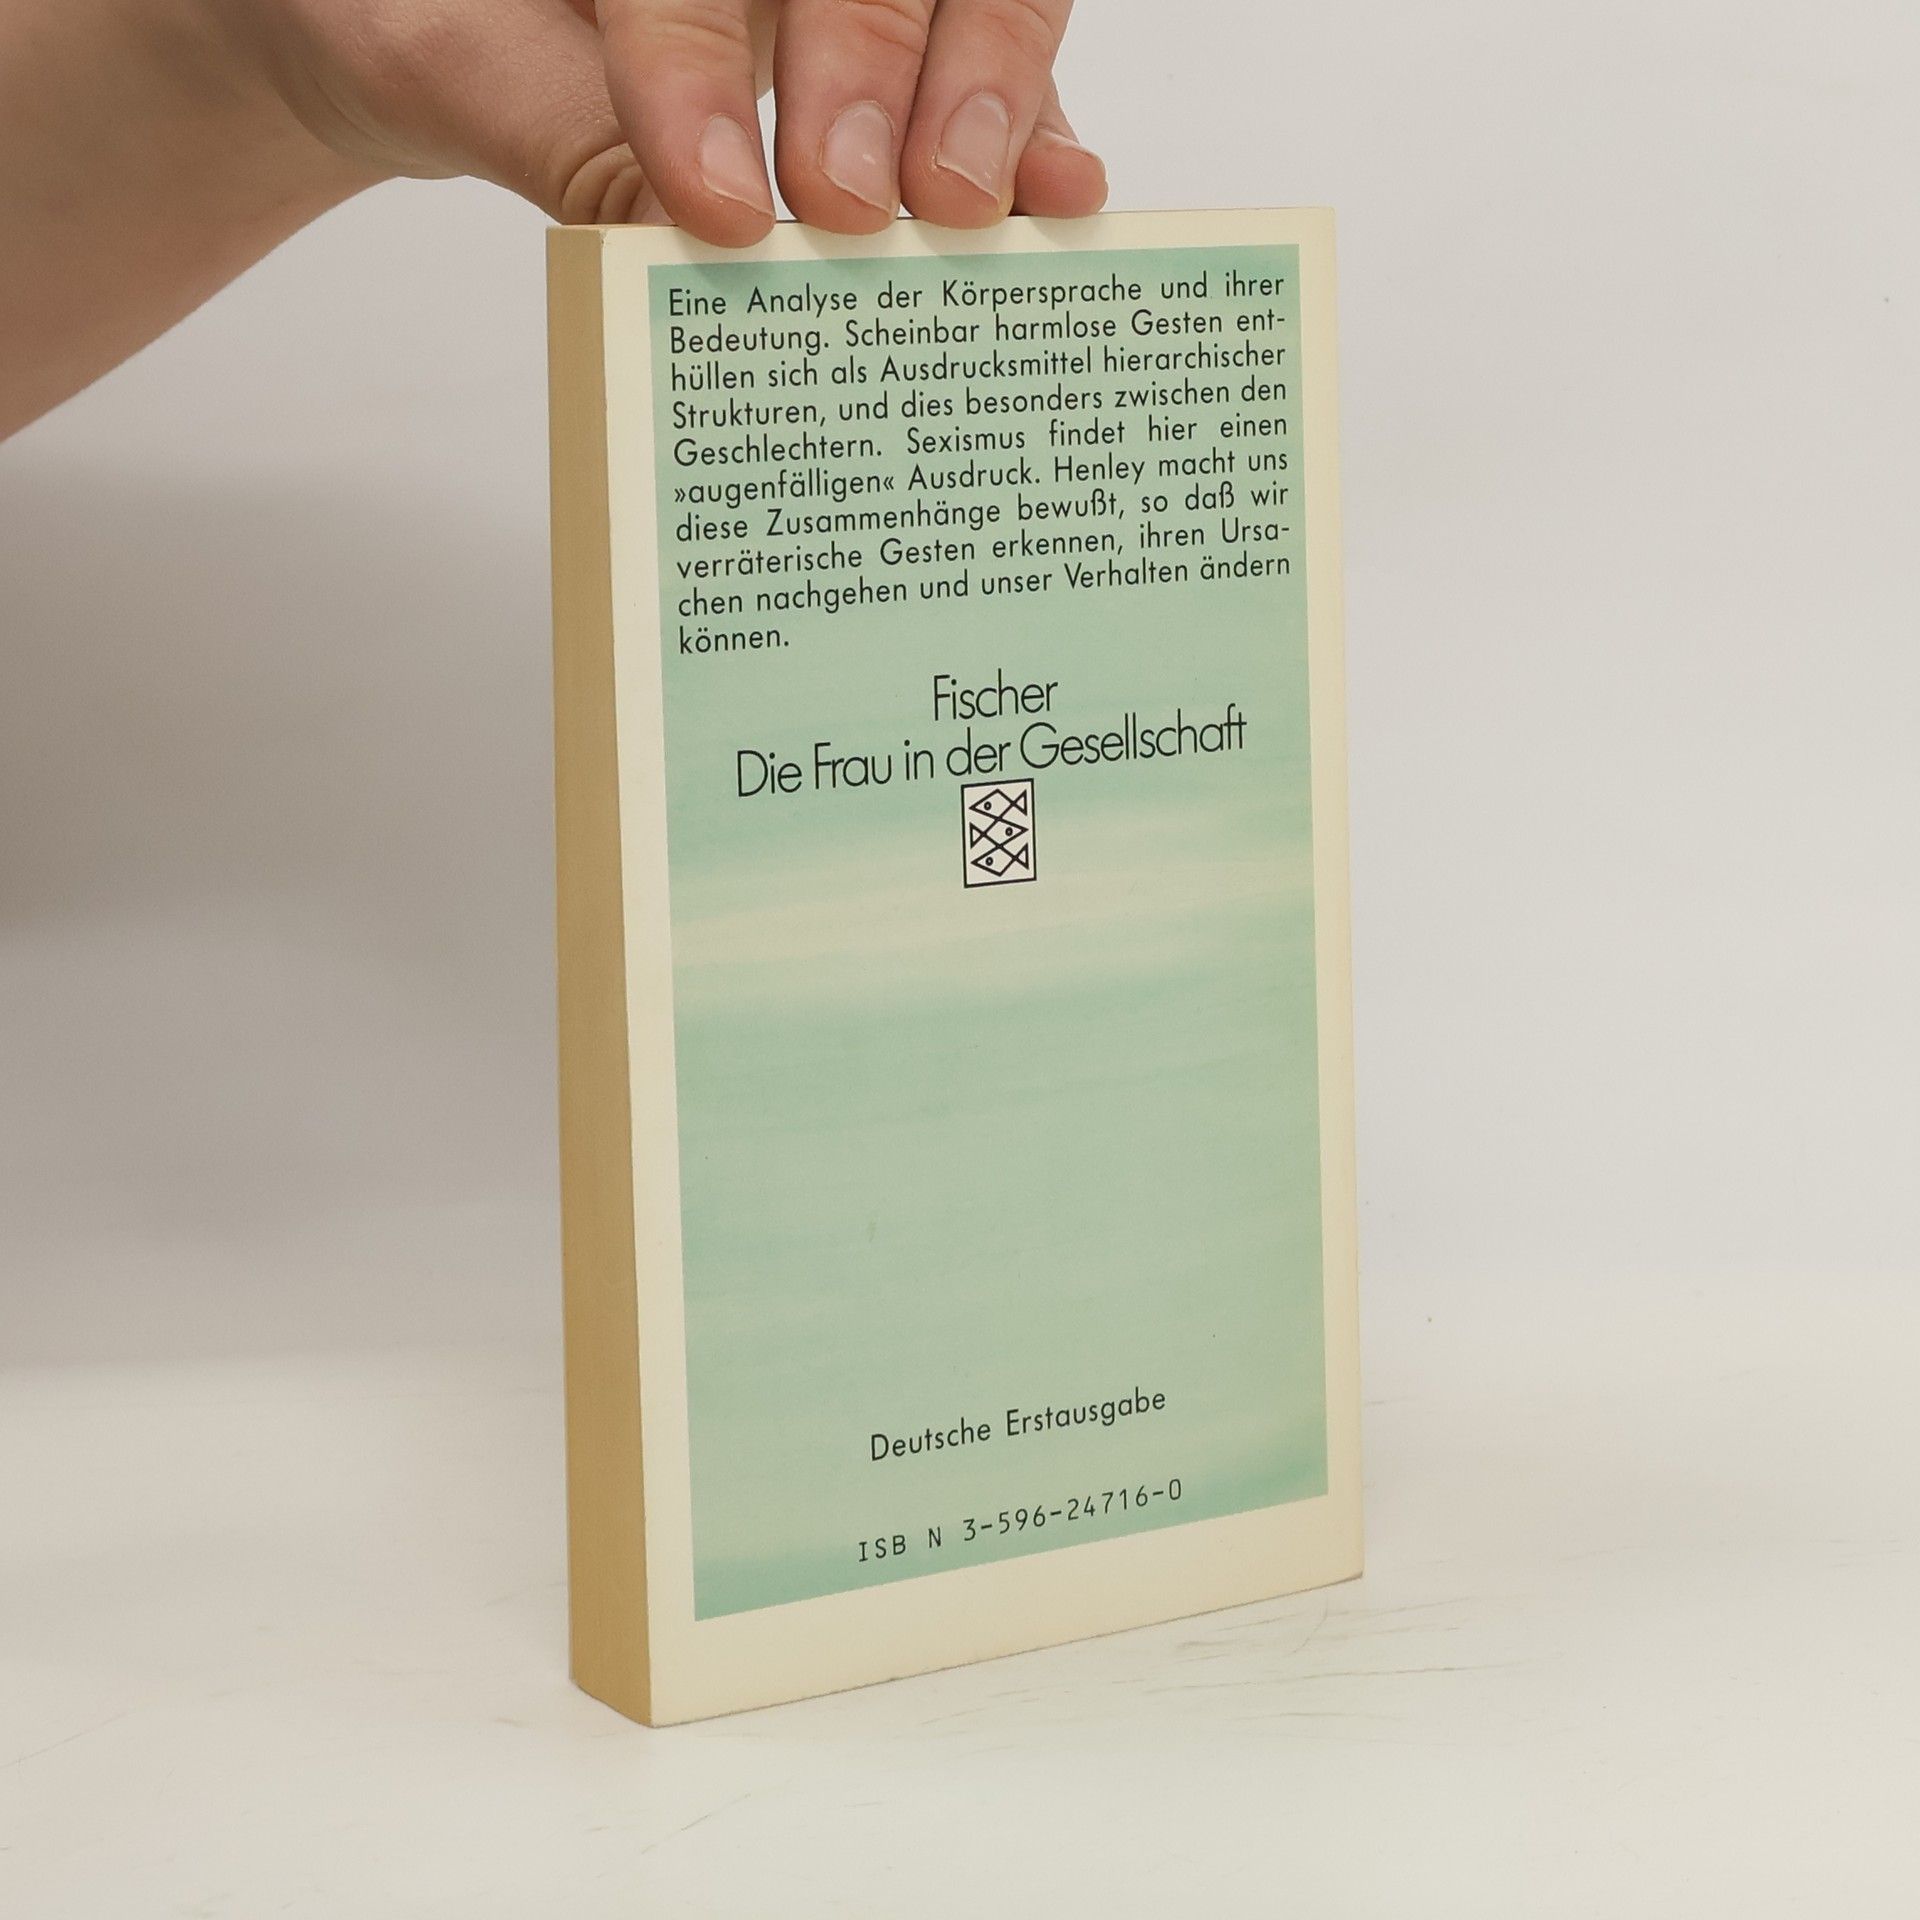 Eine Analyse der Körpersprache und ihrer
Bedeutung. Scheinbar harmlose Gesten ent-
hüllen sich als Ausdrucksmittel hierarchischer
Strukturen, und dies besonders zwischen den
Geschlechtern. Sexismus findet hier einen
»augenfälligen« Ausdruck. Henley macht uns
diese Zusammenhänge bewußt, so daß wir
verräterische Gesten erkennen, ihren Ursa-
chen nachgehen und unser Verhalten ändern
können.
Fischer
Die Frau in der Gesellschaft
Deutsche Erstausgabe
ISB N 3-596-24716-0